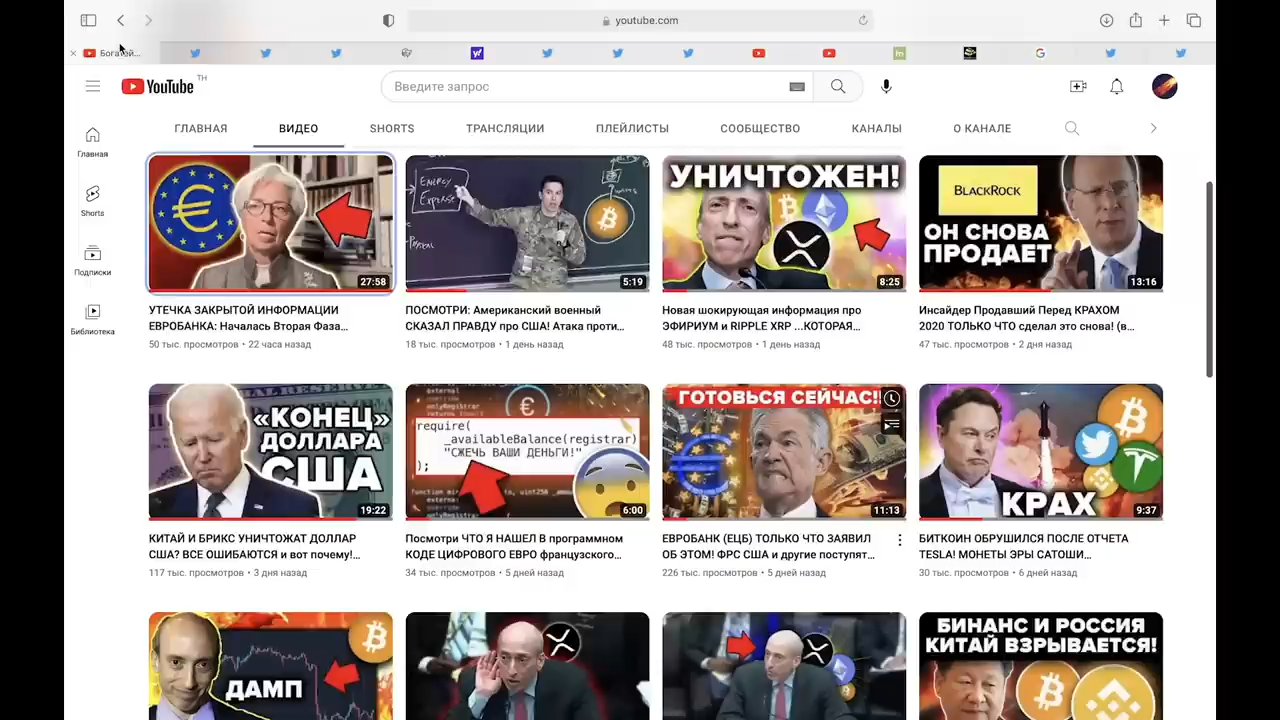 youtube.com
Богатей...
YouTube TH
Введите запрос
ГЛАВНАЯ
ВИДЕО
SHORTS
ТРАНСЛЯЦИИ
ПЛЕЙЛИСТЫ
СООБЩЕСТВО
КАНАЛЫ
О КАНАЛЕ
Главная
Shorts
Подписки
Библиотека
27:58
УТЕЧКА ЗАКРЫТОЙ ИНФОРМАЦИИ
ЕВРОБАНКА: Началась Вторая Фаза...
50 тыс. просмотров • 22 часа назад
ENERGY
EXPENSE
5:19
ПОСМОТРИ: Американский военный
СКАЗАЛ ПРАВДУ про США! Атака проти...
18 тыс. просмотров • 1 день назад
УНИЧТОЖЕН!
8:25
Новая шокирующая информация про
ЭФИРИУМ и RIPPLE XRP ...КОТОРАЯ...
48 тыс. просмотров • 1 день назад
BLACKROCK
ОН СНОВА
ПРОДАЕТ
13:16
Инсайдер Продавший Перед КРАХОМ
2020 ТОЛЬКО ЧТО сделал это снова! (в...
47 тыс. просмотров • 2 дня назад
«КОНЕЦ»
ДОЛЛАРА
США
19:22
КИТАЙ И БРИКС УНИЧТОЖАТ ДОЛЛАР
США? ВСЕ ОШИБАЮТСЯ и вот почему!...
117 тыс. просмотров • 3 дня назад
onlyRegistrar
require(
_availableBalance(registrar)
"СЖЕЧЬ ВАШИ ДЕНЬГИ!"
);
6:00
Посмотри ЧТО Я НАШЕЛ В программном
КОДЕ ЦИФРОВОГО ЕВРО французского...
34 тыс. просмотров • 5 дней назад
ГОТОВЬСЯ СЕЙЧАС!!
11:13
ЕВРОБАНК (ЕЦБ) ТОЛЬКО ЧТО ЗАЯВИЛ
ОБ ЭТОМ! ФРС США и другие поступят...
226 тыс. просмотров • 5 дней назад
КРАХ
9:37
БИТКОИН ОБРУШИЛСЯ ПОСЛЕ ОТЧЕТА
TESLA! МОНЕТЫ ЭРЫ САТОШИ...
30 тыс. просмотров • 6 дней назад
ДАМП
БИНАНС И РОССИЯ
КИТАЙ ВЗРЫВАЕТСЯ!